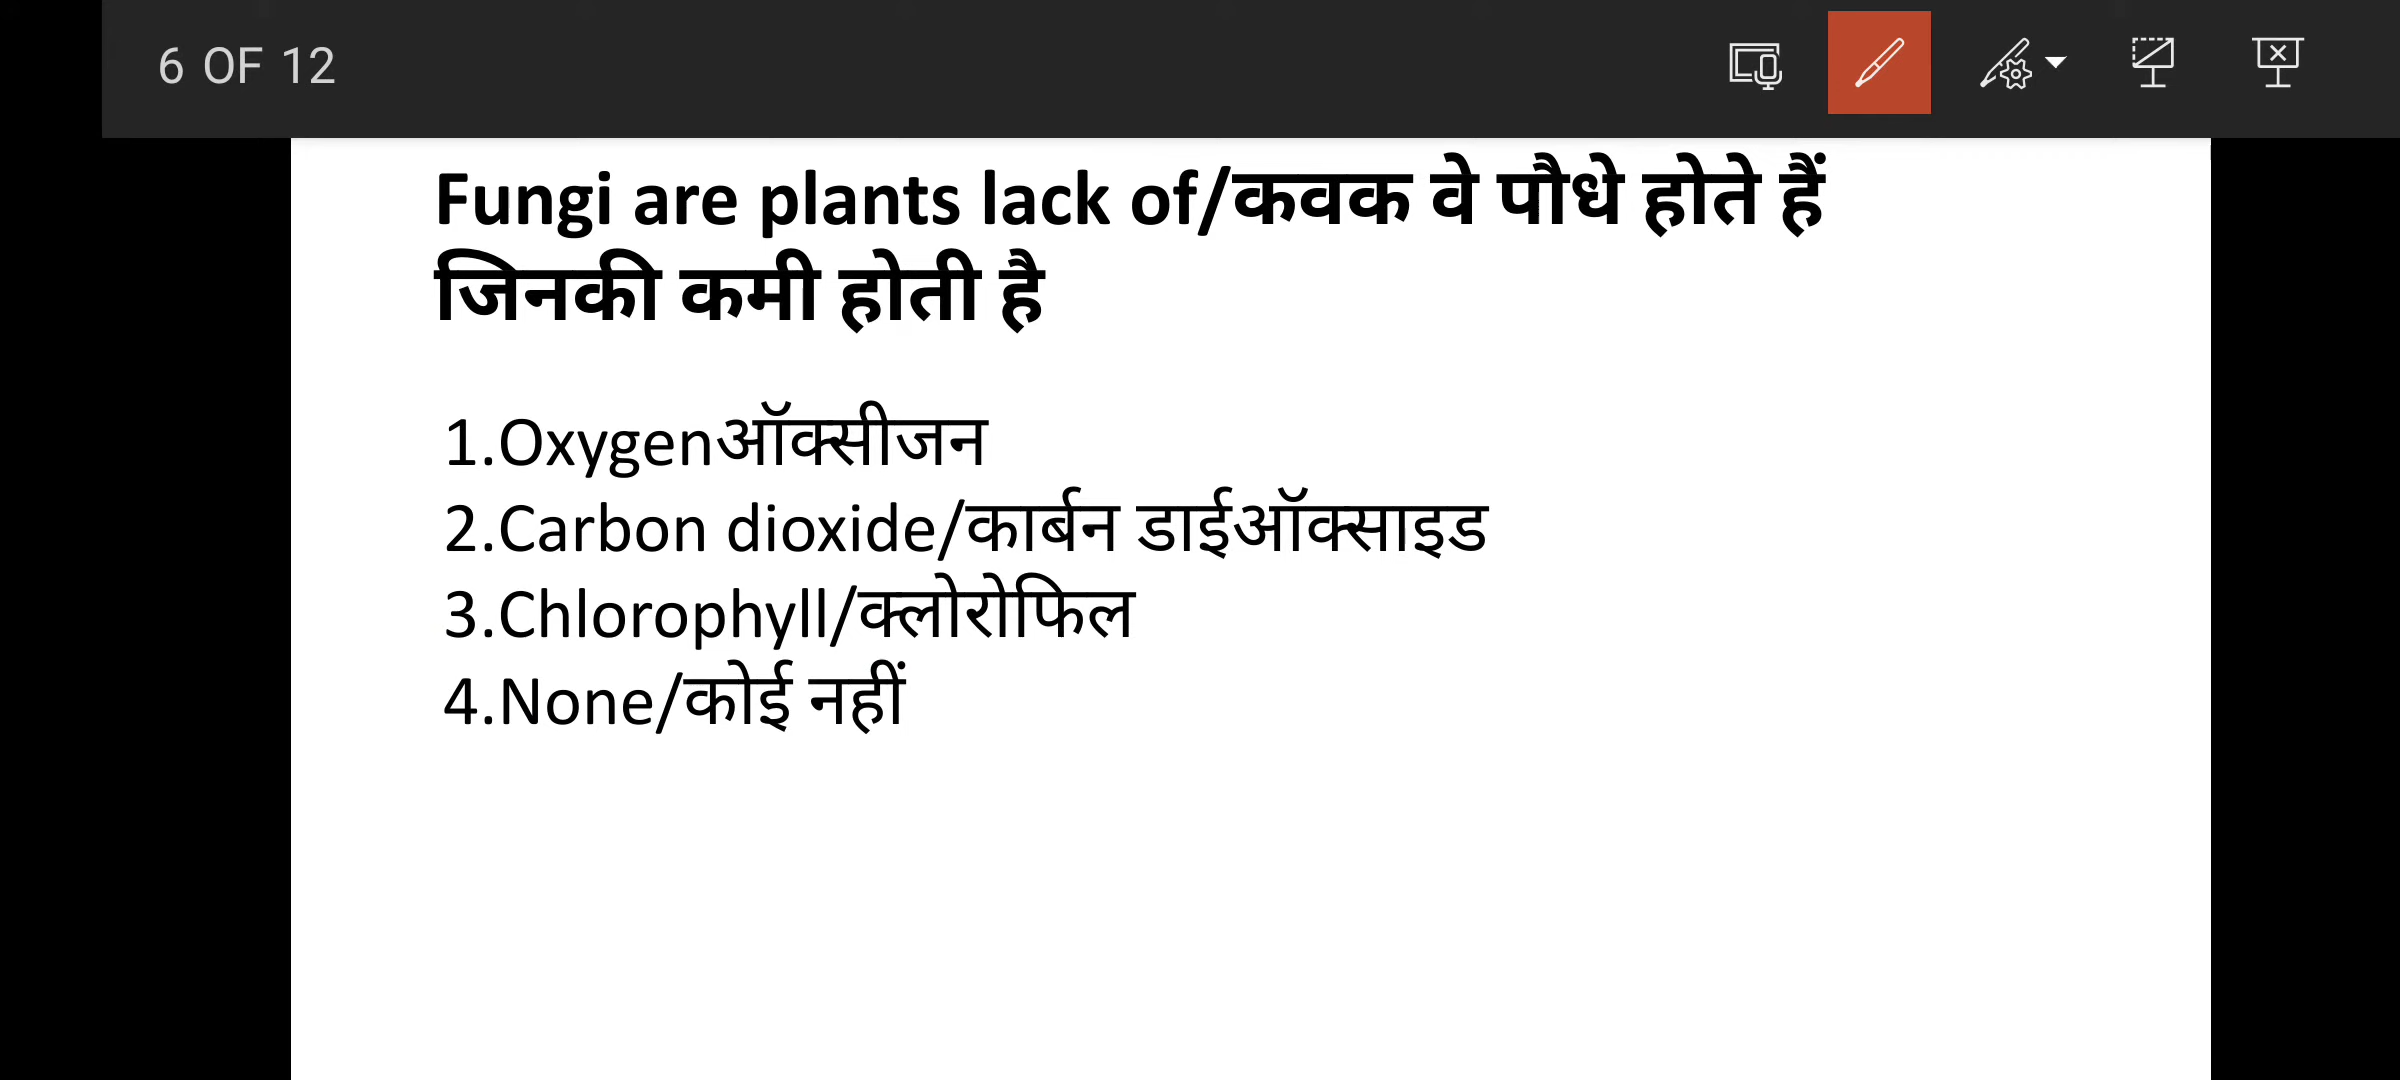 6 OF 12
Fungi are plants lack of/कवक वे पौधे होते हैं
जिनकी कमी होती है
1.Oxygenऑक्सीजन
2.Carbon dioxide/कार्बन डाईऑक्साइड
3.Chlorophyll/क्लोरोफिल
4.None/कोई नहीं